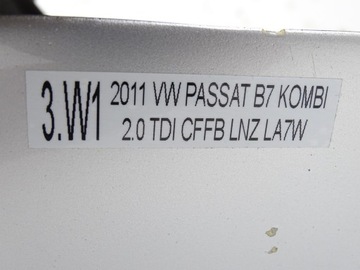 3.W1 2011 VW PASSAT B7 KOMBI
2.0 TDI CFFB LNZ LA7W